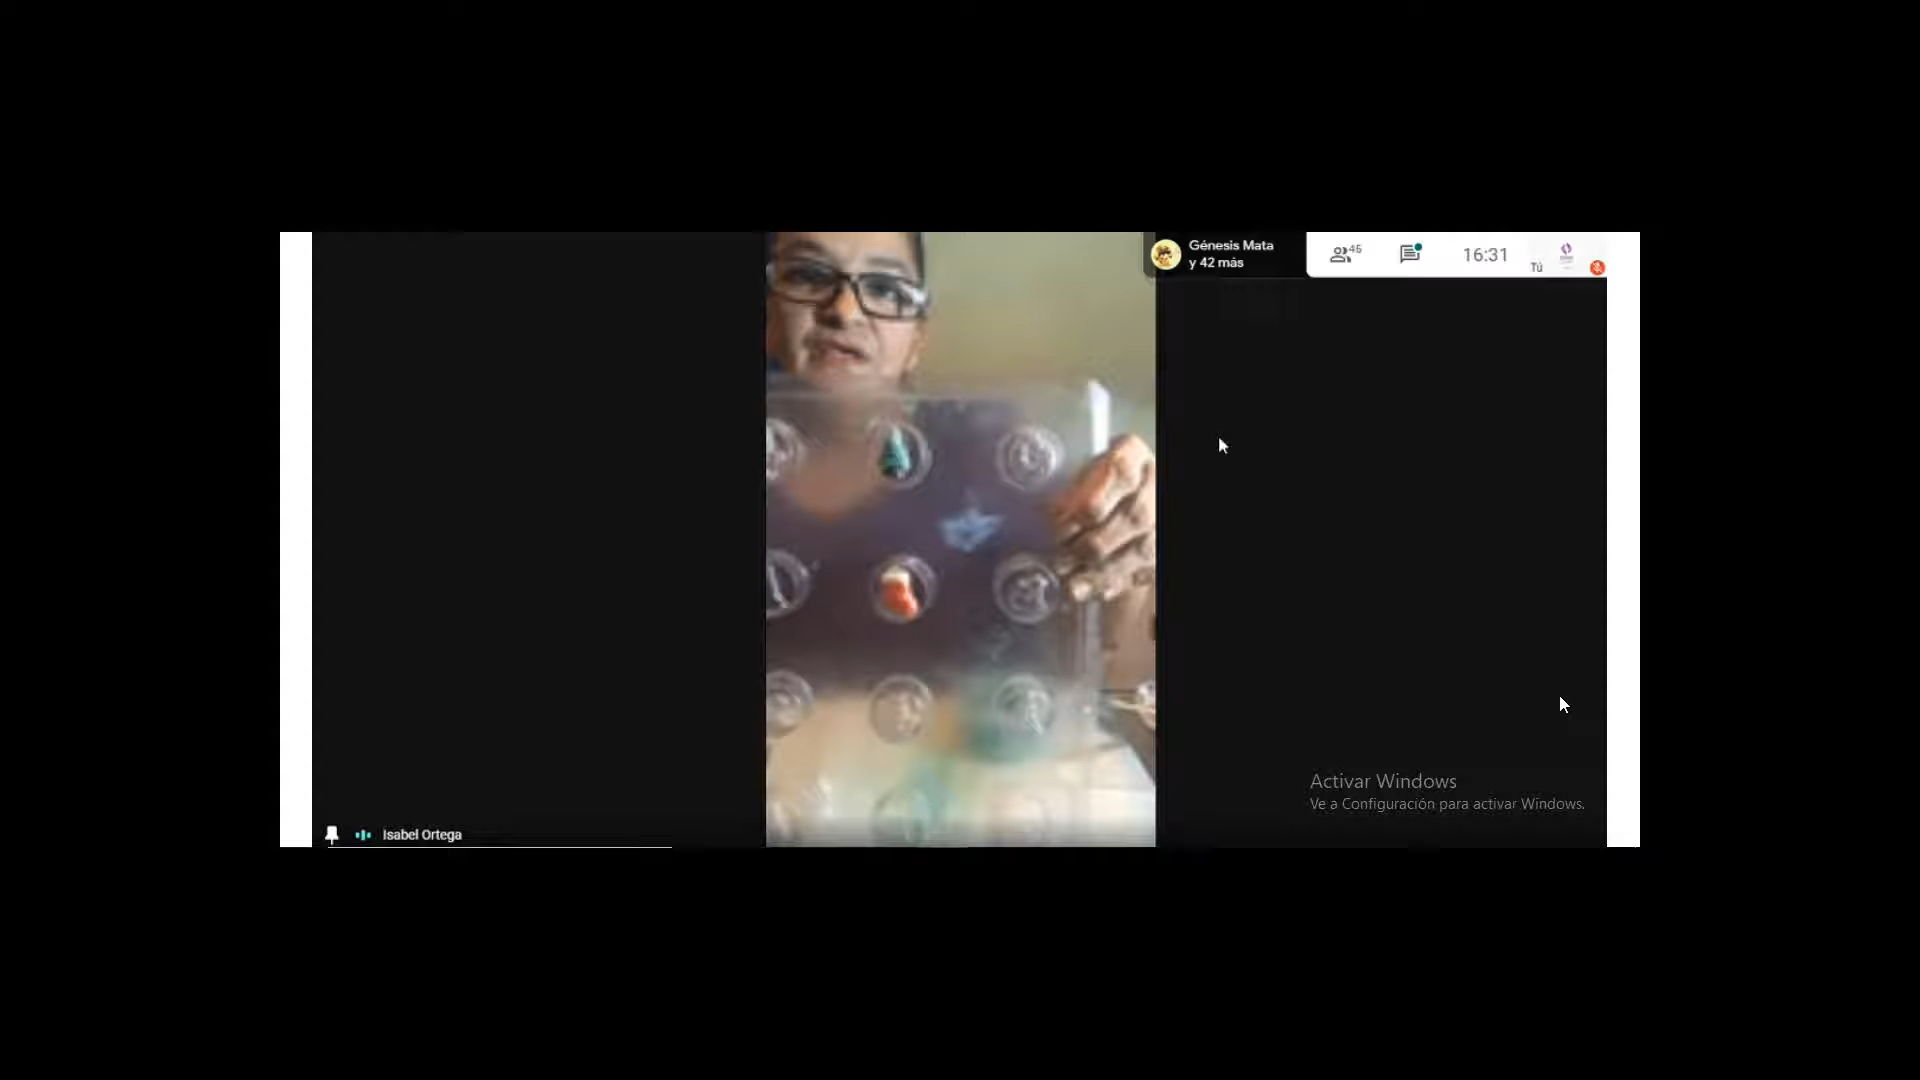 Génesis Mata
y 42 más
45
16:31
Tú
Activar Windows
Ve a Configuración para activar Windows.
Isabel Ortega